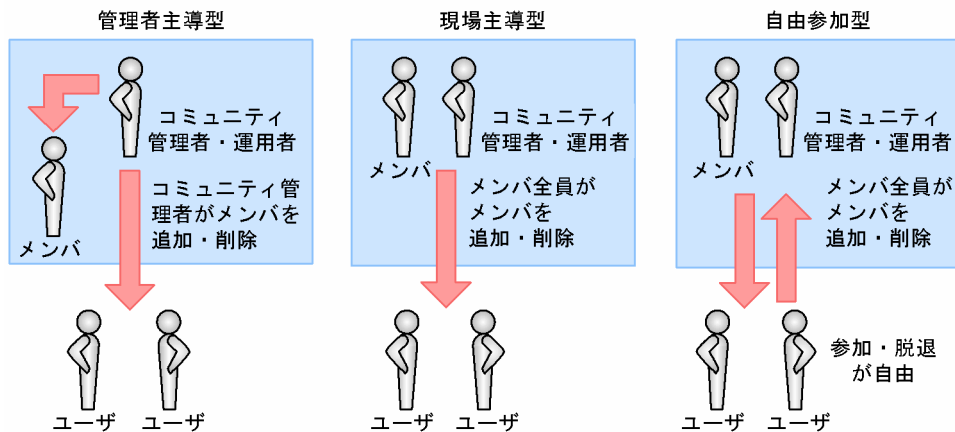 管理者主導型
コミュニティ
管理者・運用者
コミュニティ管
理者がメンバを
追加・削除
メンバ
ユーザ
ユーザ
現場主導型
コミュニティ
管理者・運用者
メンバ
メンバ全員が
メンバを
追加・削除
ユーザ
ユーザ
自由参加型
コミュニティ
管理者・運用者
メンバ
メンバ全員が
メンバを
追加・削除
参加・脱退
が自由
ユーザ
ユーザ